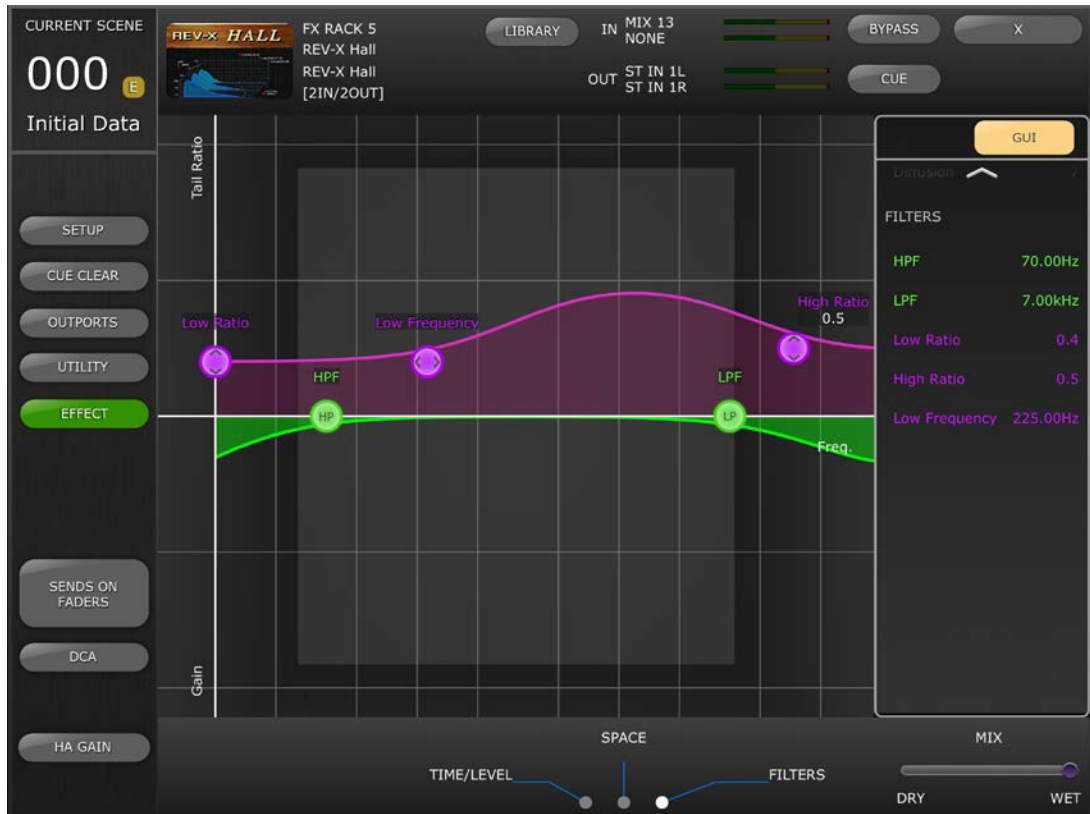 CURRENT SCENE
000 E
Initial Data
SETUP
CUE CLEAR
OUTPORTS
UTILITY
EFFECT
SENDS ON
FADERS
DCA
HA GAIN
REV-X HALL
FX RACK 5
REV-X Hall
REV-X Hall
[2IN/2OUT]
LIBRARY
IN MIX 13
NONE
OUT ST IN 1L
ST IN 1R
BYPASS
X
CUE
Tail Ratio
Low Ratio
Low Frequency
High Ratio
0.5
HPF
LPF
HP
LP
Freq.
Gain
GUI
Diffusion 7
FILTERS
HPF 70.00Hz
LPF 7.00kHz
Low Ratio 0.4
High Ratio 0.5
Low Frequency 225.00Hz
SPACE
TIME/LEVEL
FILTERS
MIX
DRY WET